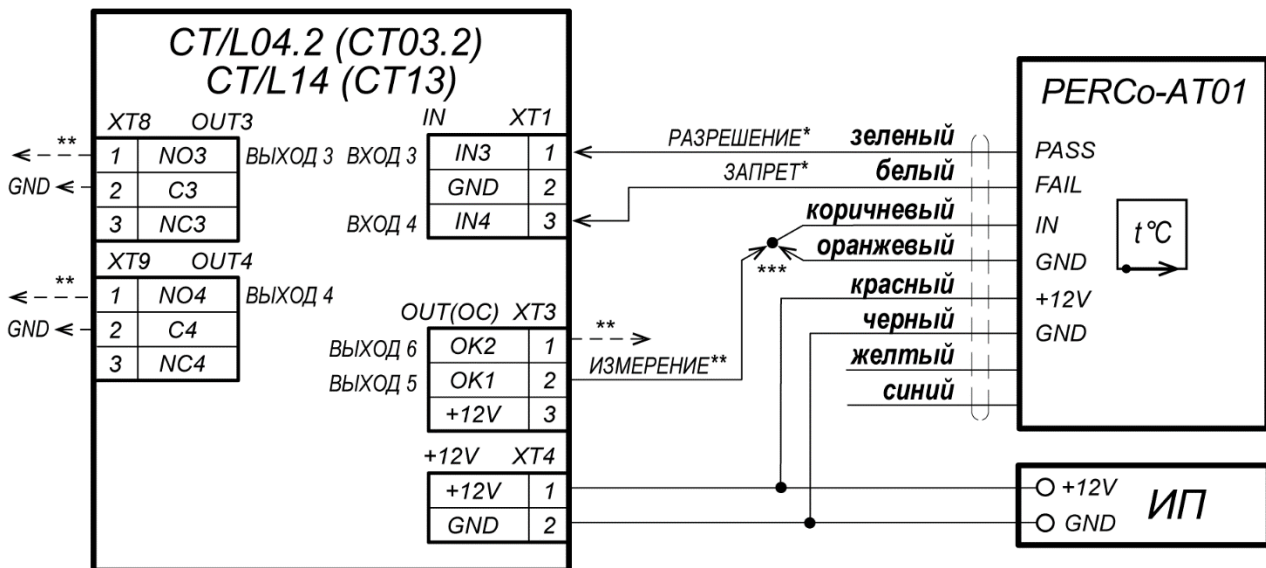 CT/L04.2 (CT03.2)
CT/L14 (CT13)
XT8 OUT3
** 1 NO3 ВЫХОД 3
GND 2 C3
3 NC3
XT9 OUT4
** 1 NO4 ВЫХОД 4
GND 2 C4
3 NC4
IN XT1
ВХОД 3 IN3 1
GND 2
ВХОД 4 IN4 3
OUT(OC) XT3
ВЫХОД 6 OK2 1 **
ВЫХОД 5 OK1 2 ИЗМЕРЕНИЕ**
+12V 3
+12V XT4
+12V 1
GND 2
PERCo-AT01
РАЗРЕШЕНИЕ* зеленый PASS
ЗАПРЕТ* белый FAIL
коричневый IN
*** оранжевый GND
красный +12V
черный GND
желтый
синий
t°C
+12V
GND
ИП